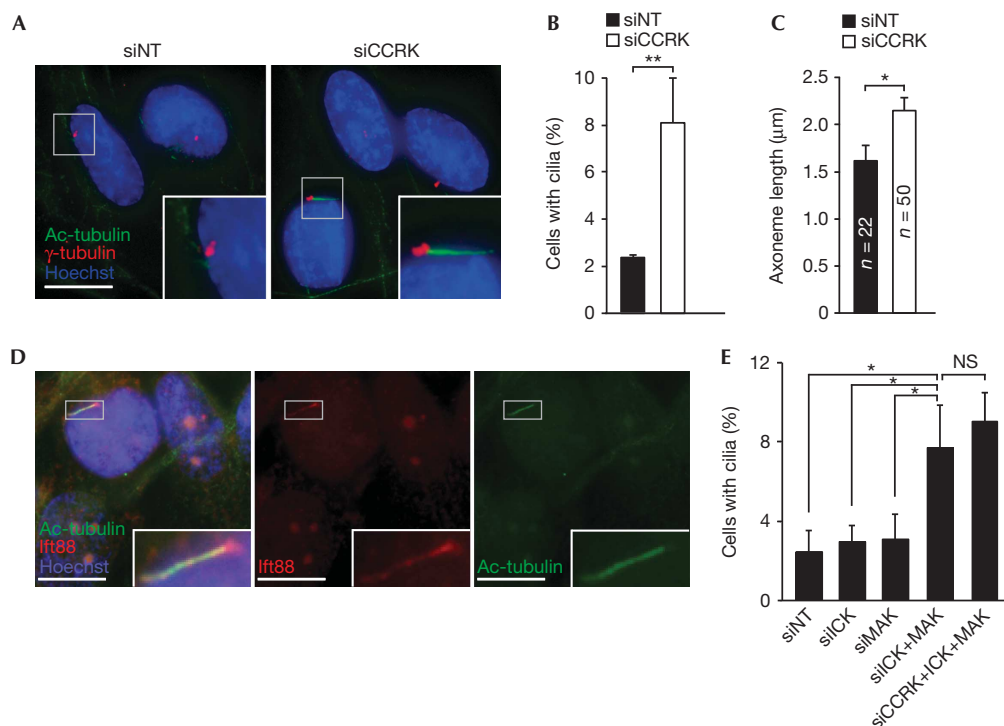 A
siNT
siCCRK
Ac-tubulin
γ-tubulin
Hoechst
B
siNT
siCCRK
**
Cells with cilia (%)
10
8
6
4
2
0
C
siNT
siCCRK
*
Axoneme length (μm)
2.5
2.0
1.5
1.0
0.5
0
n = 22
n = 50
D
Ac-tubulin
Ift88
Hoechst
Ift88
Ac-tubulin
E
Cells with cilia (%)
12
8
4
0
*
*
*
NS
siNT
siICK
siMAK
siICK+MAK
siCCRK+ICK+MAK